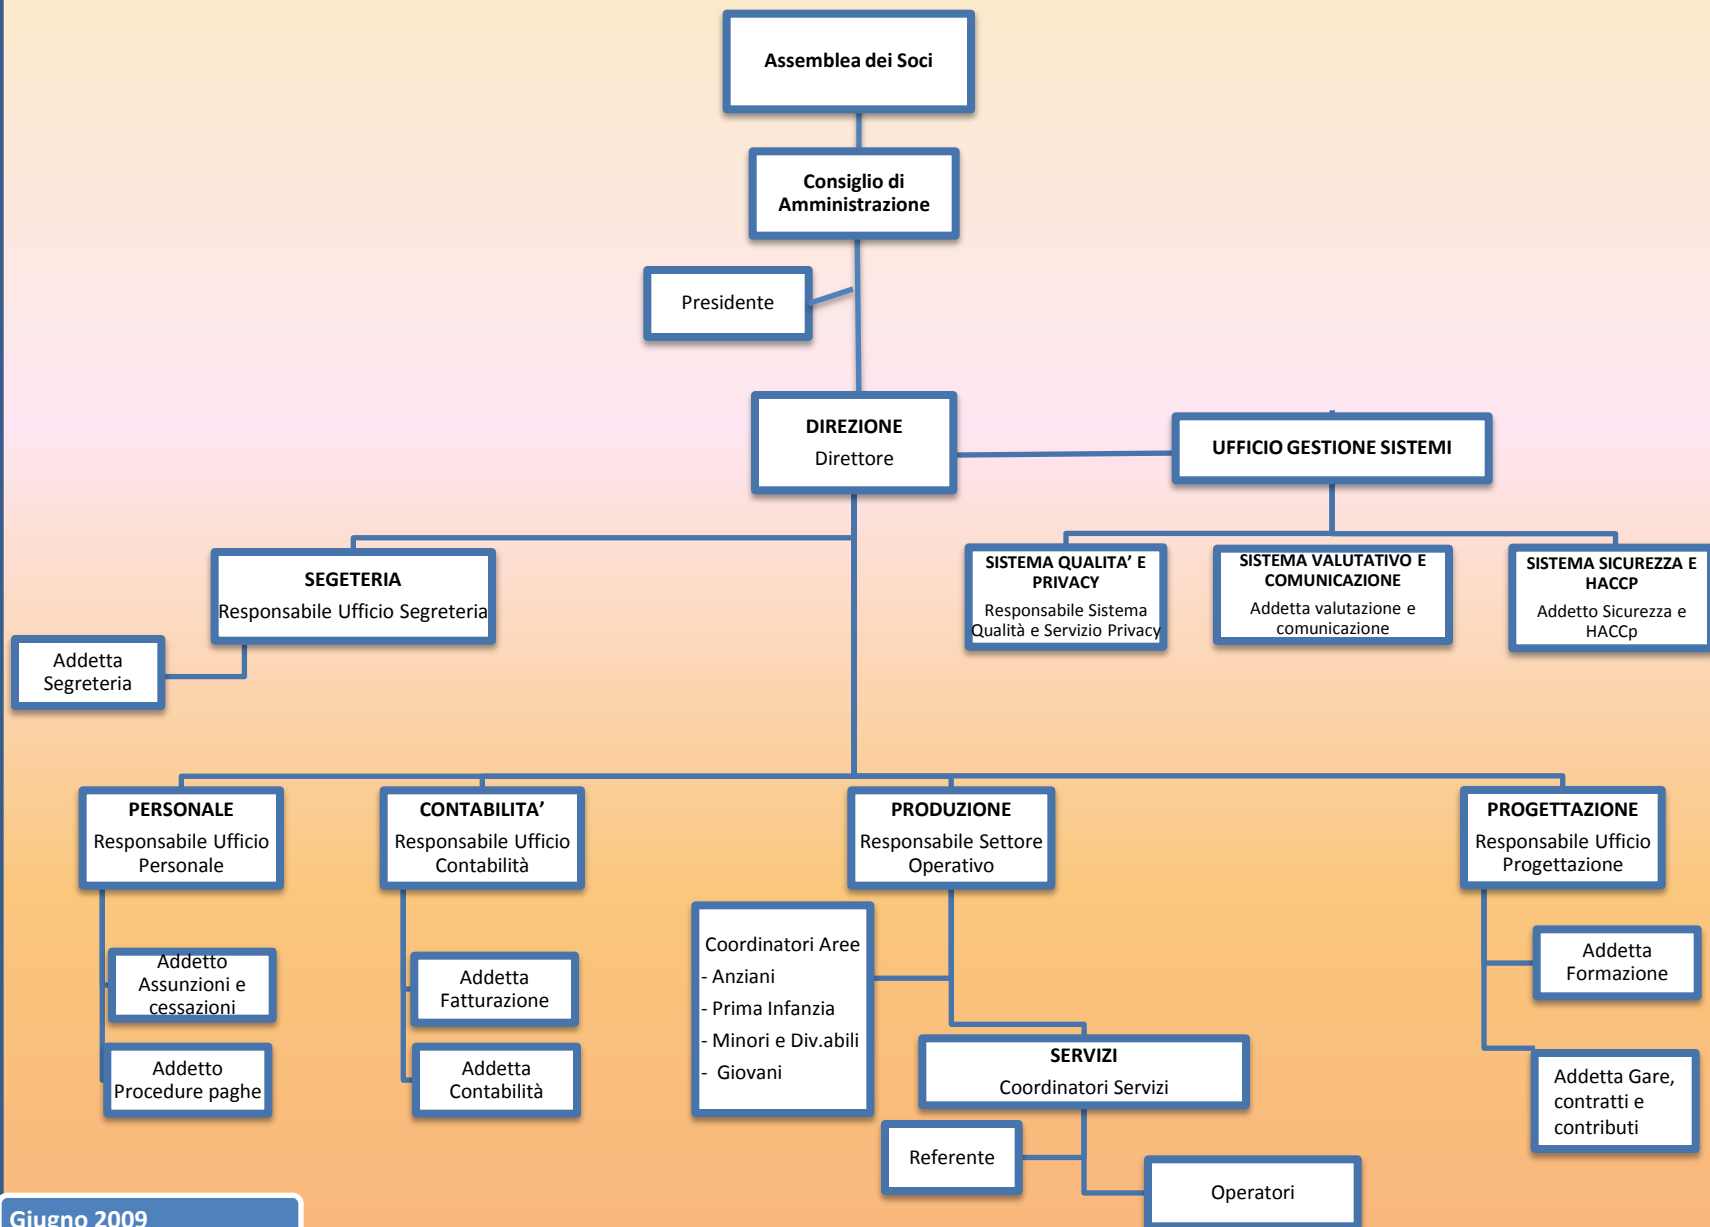 Assemblea dei Soci
Consiglio di
Amministrazione
Presidente
DIREZIONE
Direttore
UFFICIO GESTIONE SISTEMI
SEGETERIA
Responsabile Ufficio Segreteria
Addetta
Segreteria
SISTEMA QUALITA’ E
PRIVACY
Responsabile Sistema
Qualità e Servizio Privacy
SISTEMA VALUTATIVO E
COMUNICAZIONE
Addetta valutazione e
comunicazione
SISTEMA SICUREZZA E
HACCP
Addetto Sicurezza e
HACCp
PERSONALE
Responsabile Ufficio
Personale
Addetto
Assunzioni e
cessazioni
Addetto
Procedure paghe
CONTABILITA’
Responsabile Ufficio
Contabilità
Addetta
Fatturazione
Addetta
Contabilità
PRODUZIONE
Responsabile Settore
Operativo
Coordinatori Aree
- Anziani
- Prima Infanzia
- Minori e Div.abili
- Giovani
SERVIZI
Coordinatori Servizi
Referente
Operatori
PROGETTAZIONE
Responsabile Ufficio
Progettazione
Addetta
Formazione
Addetta Gare,
contratti e
contributi
Giugno 2009